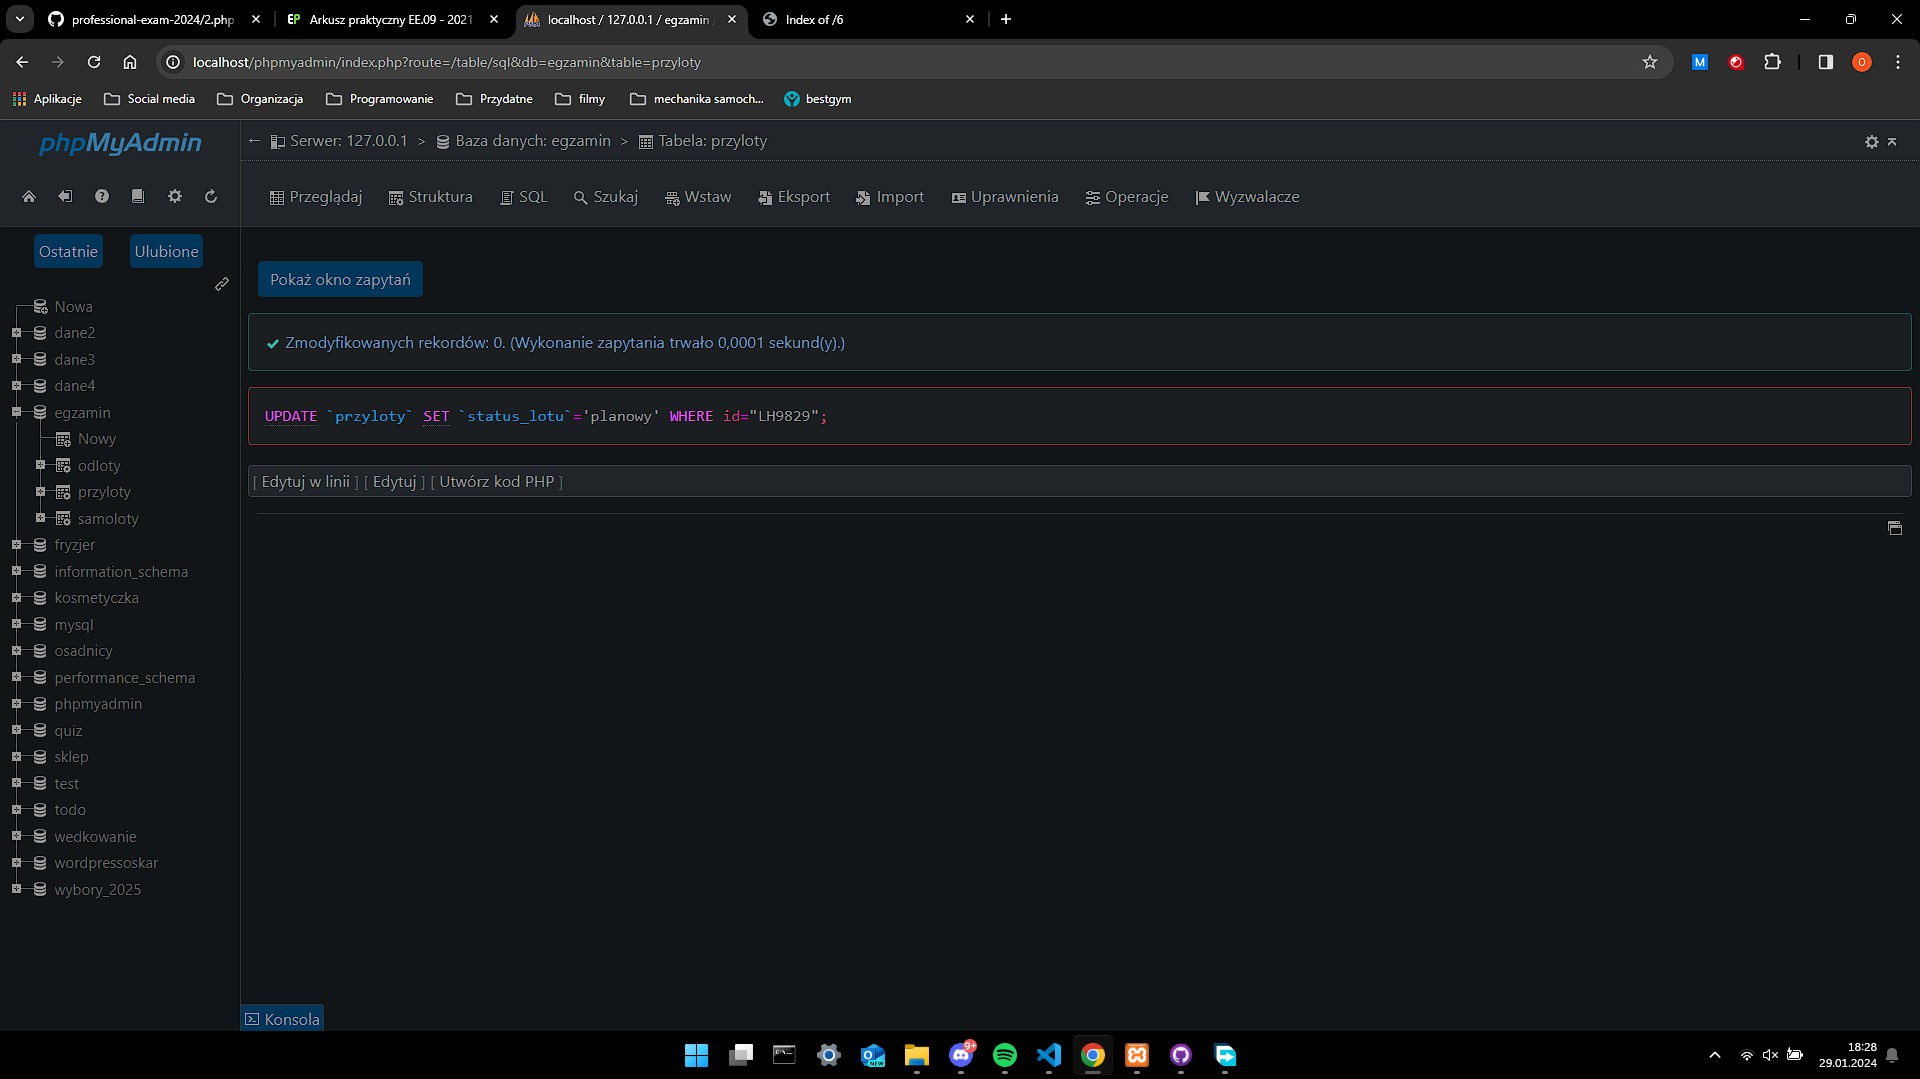 professional-exam-2024/2.php
Arkusz praktyczny EE.09 - 2021
localhost / 127.0.0.1 / egzamin
Index of /6
localhost/phpmyadmin/index.php?route=/table/sql&db=egzamin&table=przyloty
M
O
Aplikacje
Social media
Organizacja
Programowanie
Przydatne
filmy
mechanika samoch...
bestgym
phpMyAdmin
Serwer: 127.0.0.1 > Baza danych: egzamin > Tabela: przyloty
Przeglądaj
Struktura
SQL
Szukaj
Wstaw
Eksport
Import
Uprawnienia
Operacje
Wyzwalacze
Ostatnie
Ulubione
Nowa
dane2
dane3
dane4
egzamin
Nowy
odloty
przyloty
samoloty
fryzjer
information_schema
kosmetyczka
mysql
osadnicy
performance_schema
phpmyadmin
quiz
sklep
test
todo
wedkowanie
wordpressoskar
wybory_2025
Pokaż okno zapytań
Zmodyfikowanych rekordów: 0. (Wykonanie zapytania trwało 0,0001 sekund(y).)
UPDATE `przyloty` SET `status_lotu`='planowy' WHERE id="LH9829";
[ Edytuj w linii ] [ Edytuj ] [ Utwórz kod PHP ]
Konsola
NEW
9+
18:28
29.01.2024